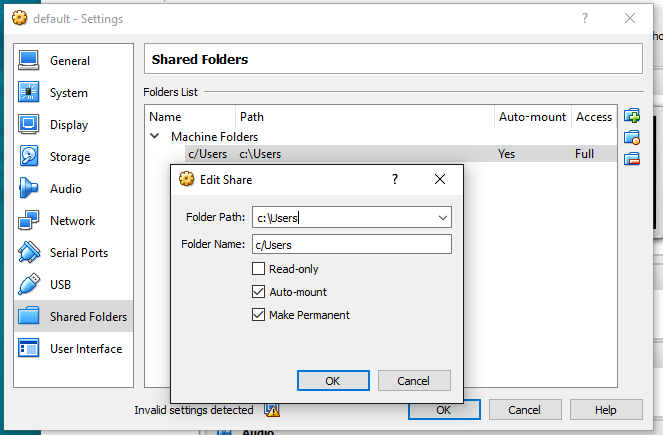 default - Settings
General
System
Display
Storage
Audio
Network
Serial Ports
USB
Shared Folders
User Interface
Shared Folders
Folders List
Name Path Auto-mount Access
Machine Folders
c/Users c:\Users Yes Full
Edit Share
Folder Path: c:\Users
Folder Name: c/Users
Read-only
Auto-mount
Make Permanent
OK Cancel
Invalid settings detected
OK Cancel Help
Audio